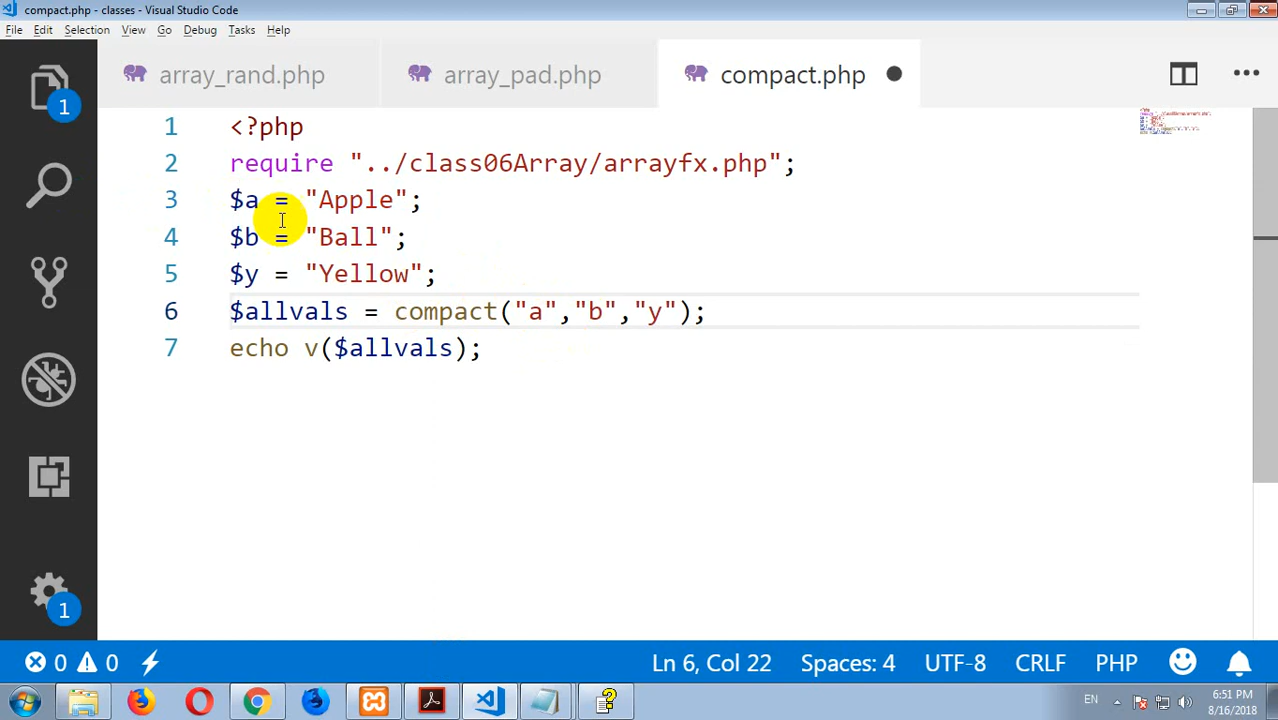 compact.php - classes - Visual Studio Code
File Edit Selection View Go Debug Tasks Help
1
array_rand.php array_pad.php compact.php
1 <?php
2 require "../class06Array/arrayfx.php";
3 $a = "Apple";
4 $b = "Ball";
5 $y = "Yellow";
6 $allvals = compact("a","b","y");
7 echo v($allvals);
1
0 0 Ln 6, Col 22 Spaces: 4 UTF-8 CRLF PHP
EN 6:51 PM
8/16/2018